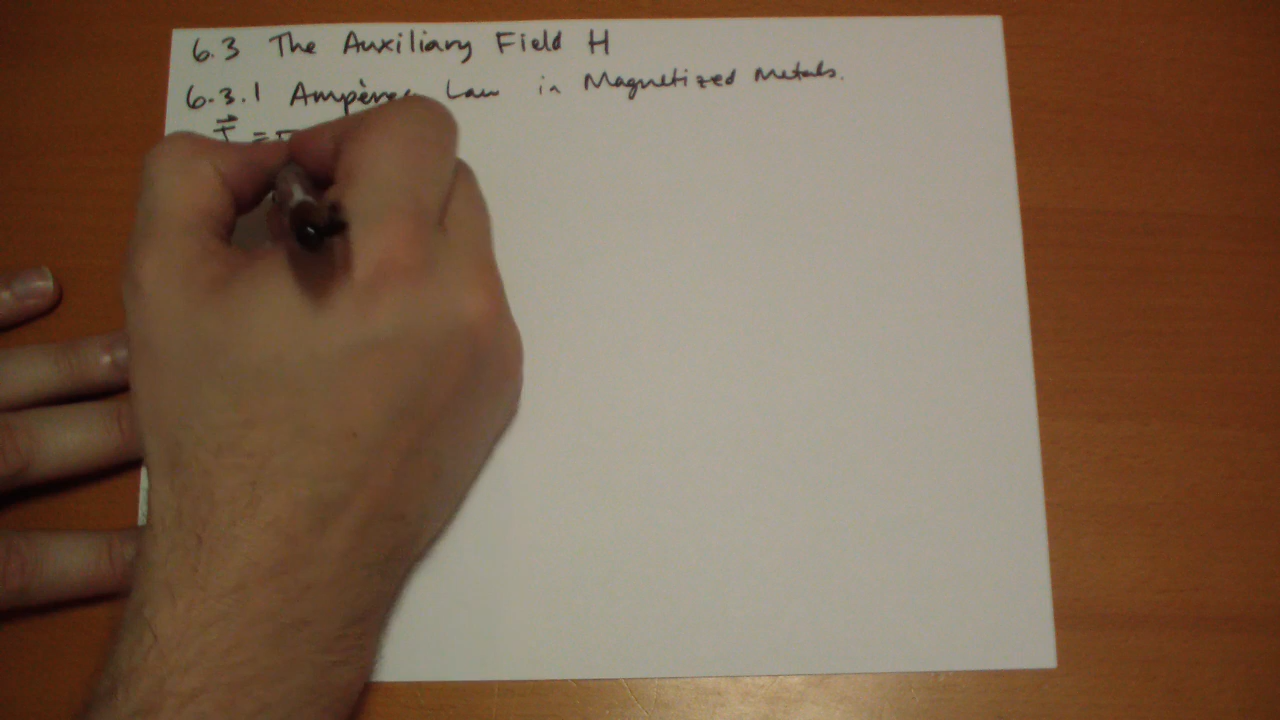 6.3 The Auxiliary Field H
6.3.1 Ampère Law in Magnetized Metals.
=